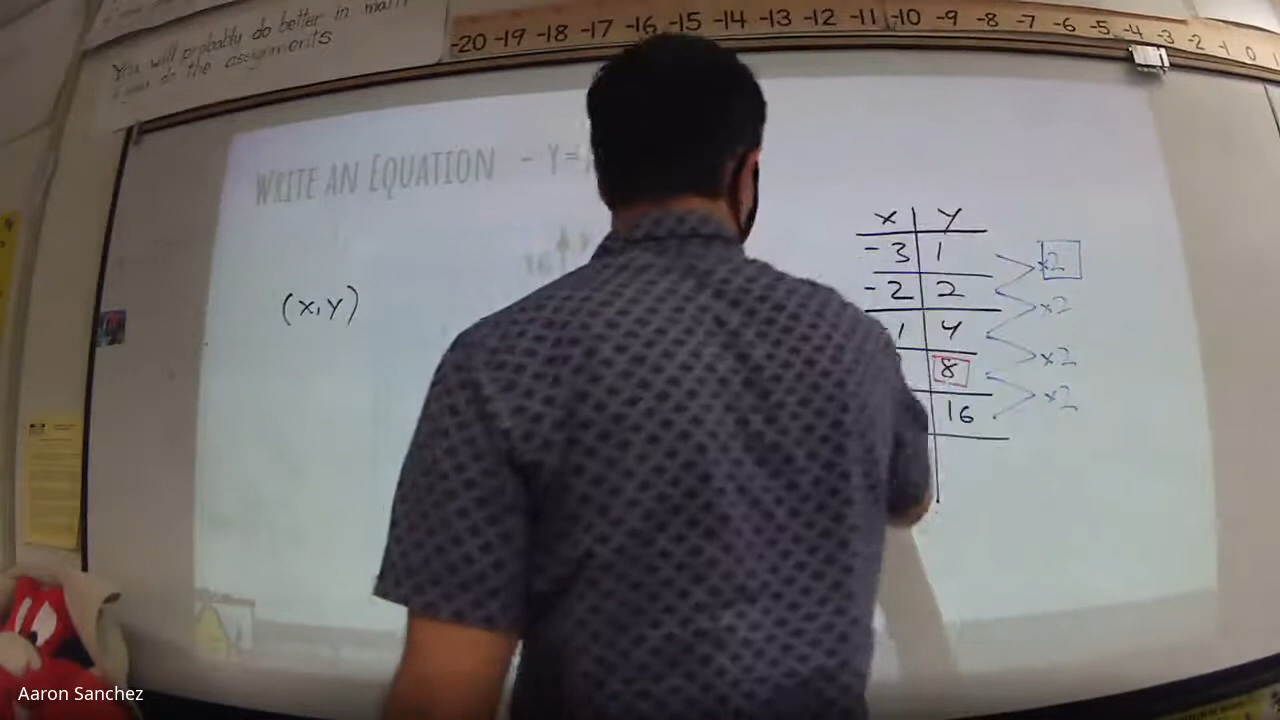 You will probably do better in math
do the assignments
-20 -19 -18 -17 -16 -15 -14 -13 -12 -11 -10 -9 -8 -7 -6 -5 -4 -3 -2 -1 0
WRITE AN EQUATION - Y=
(x,y)
x y
-3 1
-2 2
1 4
8
16
x2
x2
x2
x2
Aaron Sanchez